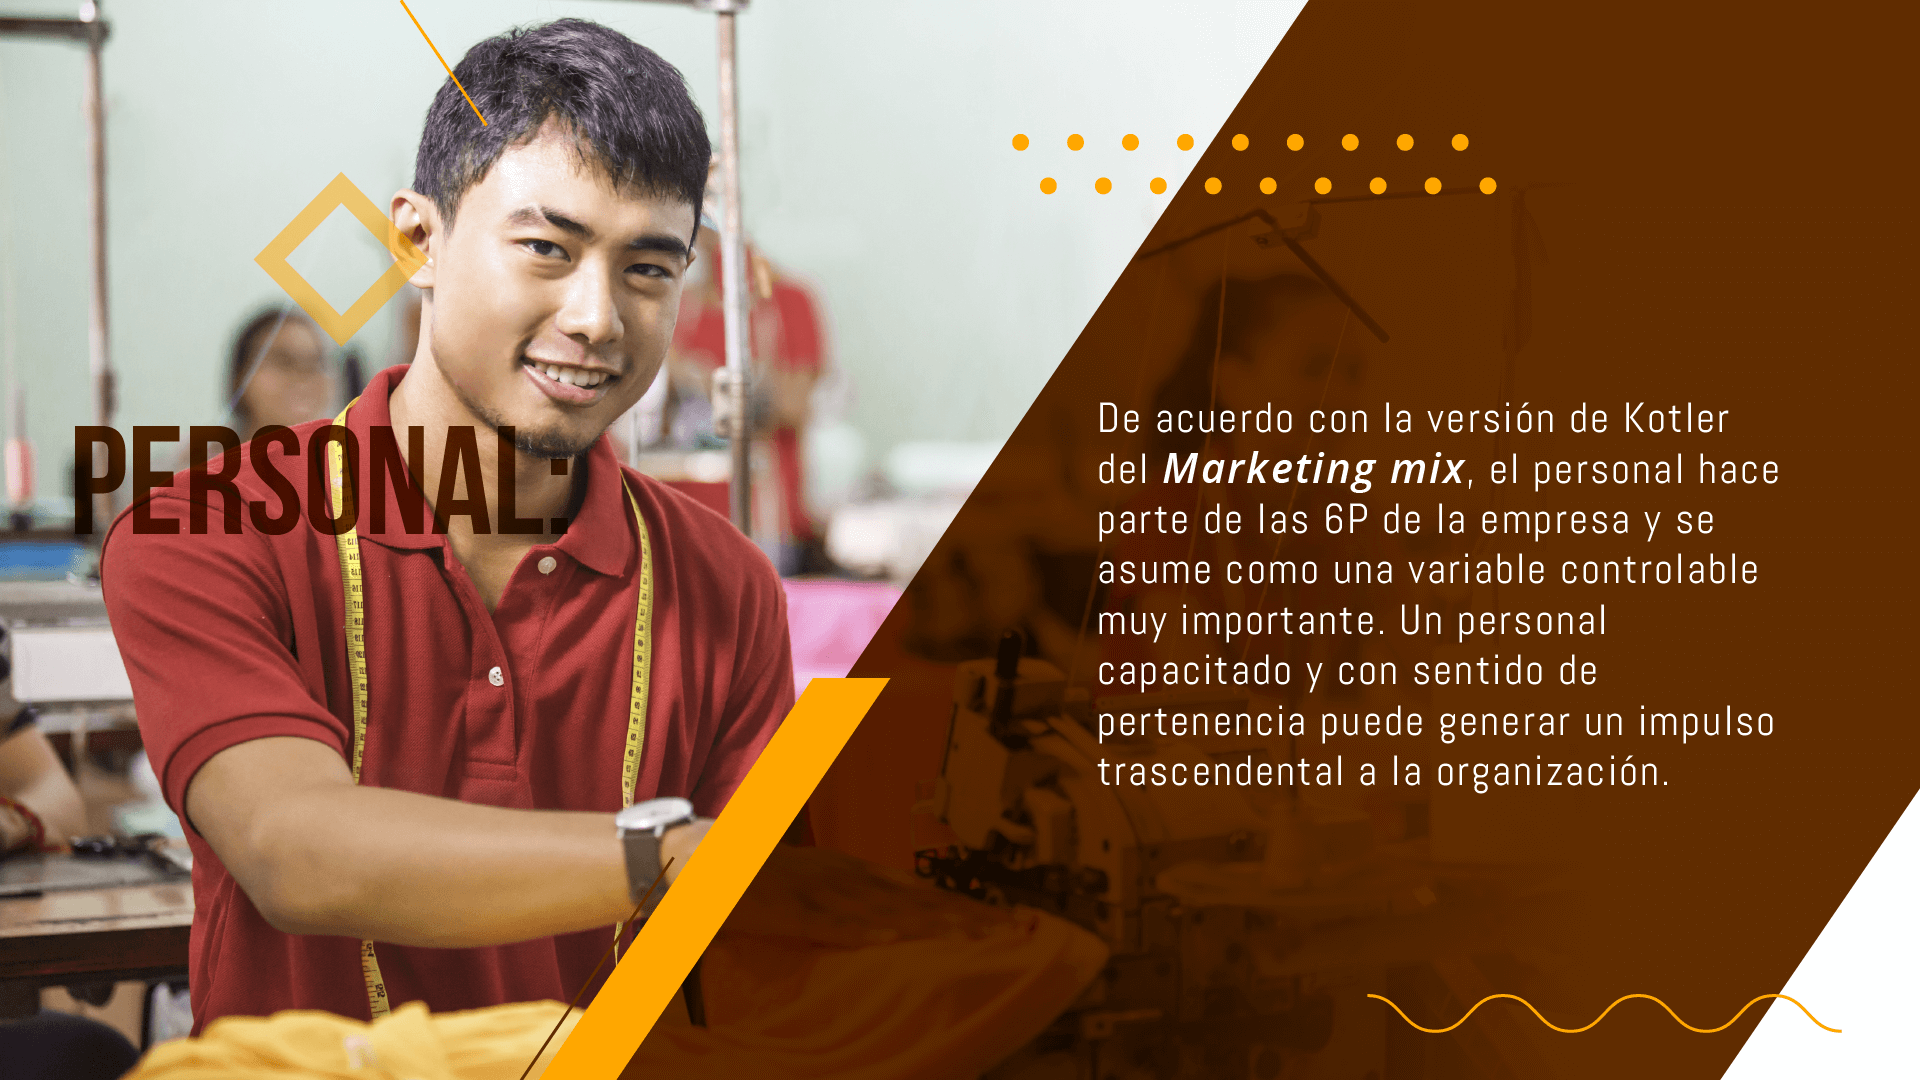 PERSONAL:
De acuerdo con la versión de Kotler
del Marketing mix, el personal hace
parte de las 6P de la empresa y se
asume como una variable controlable
muy importante. Un personal
capacitado y con sentido de
pertenencia puede generar un impulso
trascendental a la organización.